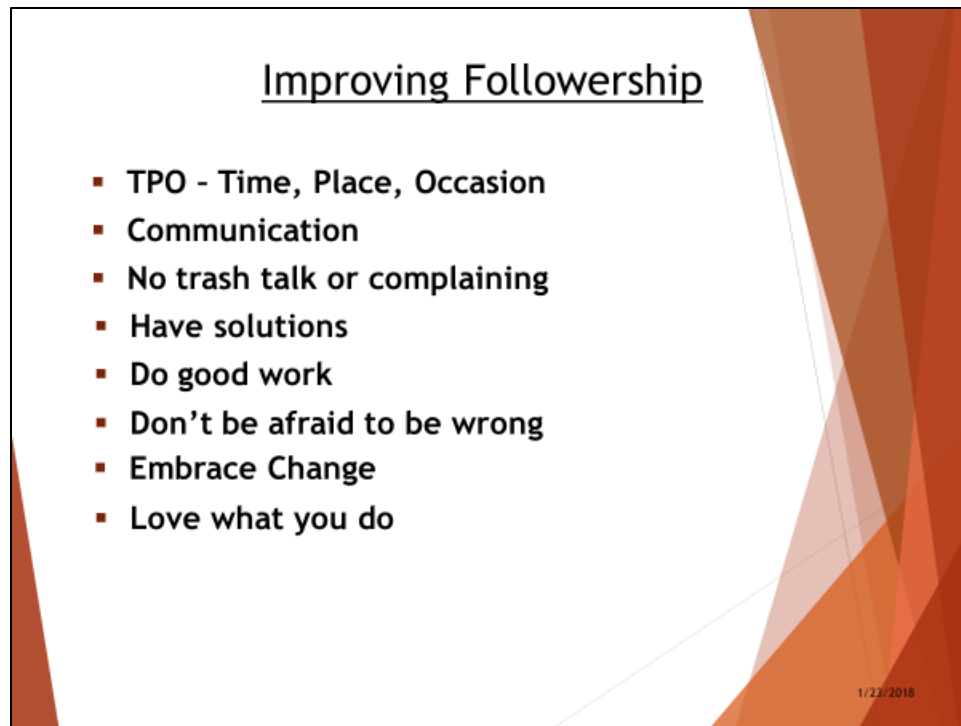 Improving Followership
▪ TPO – Time, Place, Occasion
▪ Communication
▪ No trash talk or complaining
▪ Have solutions
▪ Do good work
▪ Don’t be afraid to be wrong
▪ Embrace Change
▪ Love what you do
1/23/2018